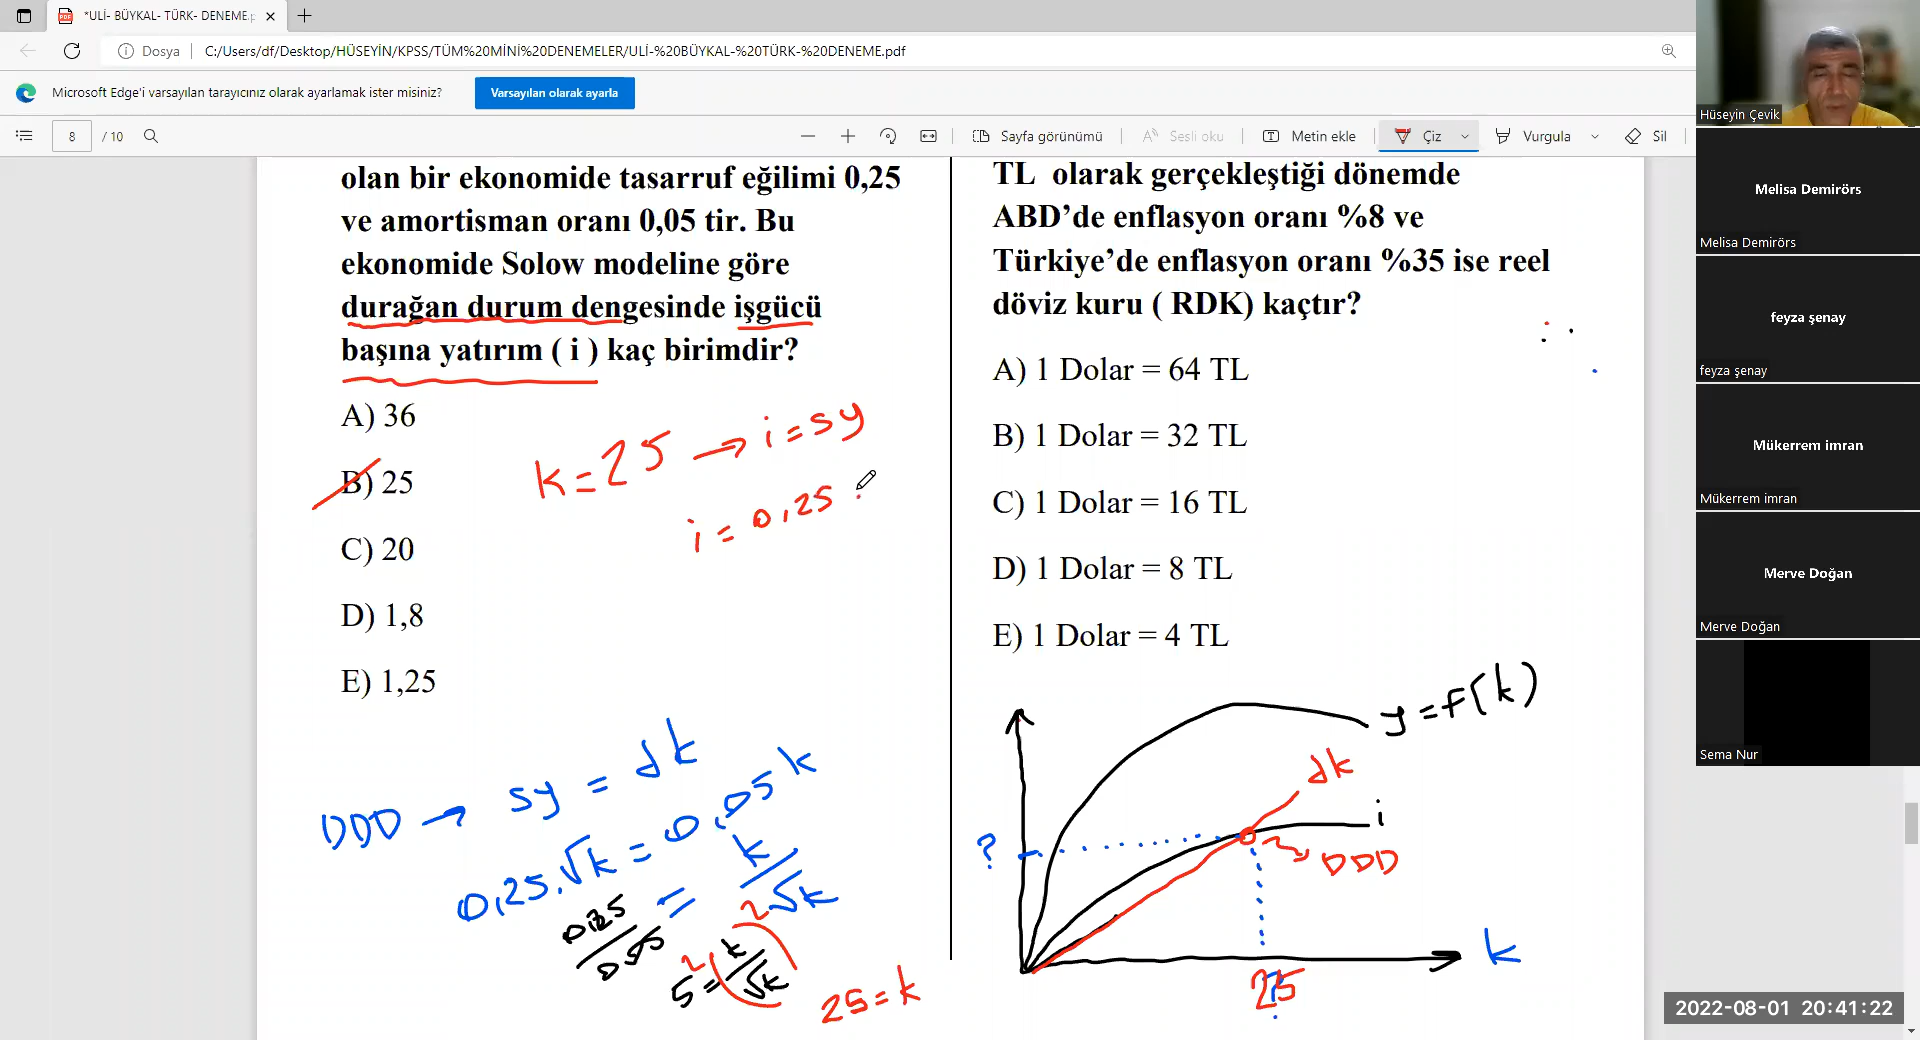 *ULİ- BÜYKAL- TÜRK- DENEME.p
Dosya
C:/Users/df/Desktop/HÜSEYİN/KPSS/TÜM%20MİNİ%20DENEMELER/ULİ-%20BÜYKAL-%20TÜRK-%20DENEME.pdf
Microsoft Edge'i varsayılan tarayıcınız olarak ayarlamak ister misiniz?
Varsayılan olarak ayarla
8 / 10
Sayfa görünümü
Sesli oku
Metin ekle
Çiz
Vurgula
Sil
olan bir ekonomide tasarruf eğilimi 0,25
ve amortisman oranı 0,05 tir. Bu
ekonomide Solow modeline göre
durağan durum dengesinde işgücü
başına yatırım ( i ) kaç birimdir?
A) 36
B) 25
C) 20
D) 1,8
E) 1,25
k=25 → i=sy
i = 0,25 .
DDD → sy = dk
0,25.√k = 0,05 k
0,25/0,05 = k/√k
5² = (k/√k)²
25=k
TL olarak gerçekleştiği dönemde
ABD’de enflasyon oranı %8 ve
Türkiye’de enflasyon oranı %35 ise reel
döviz kuru ( RDK) kaçtır?
A) 1 Dolar = 64 TL
B) 1 Dolar = 32 TL
C) 1 Dolar = 16 TL
D) 1 Dolar = 8 TL
E) 1 Dolar = 4 TL
y = F(k)
dk
i
?
DDD
k
25
Hüseyin Çevik
Melisa Demirörs
Melisa Demirörs
feyza şenay
feyza şenay
Mükerrem imran
Mükerrem imran
Merve Doğan
Merve Doğan
Sema Nur
2022-08-01 20:41:22